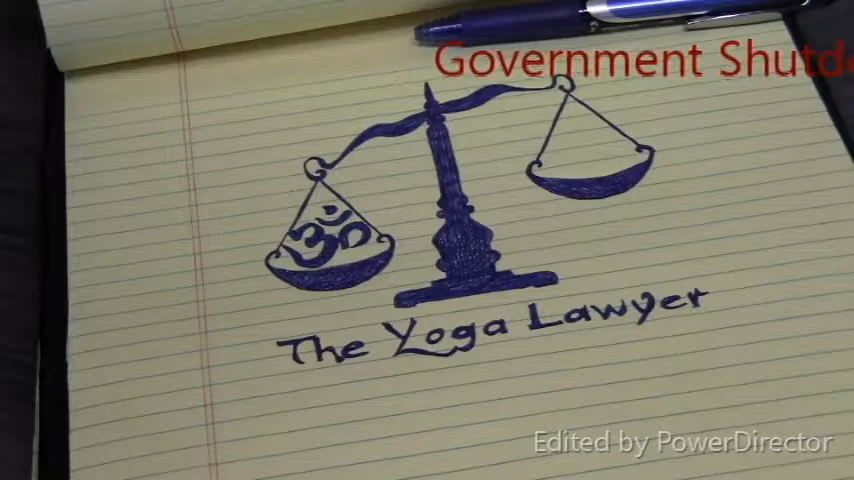 Government Shutd
ॐ
The Yoga Lawyer
Edited by PowerDirector